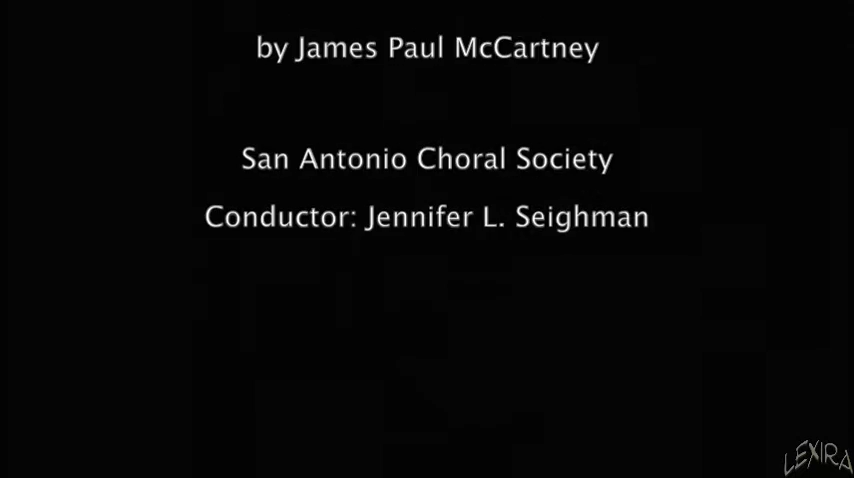 by James Paul McCartney
San Antonio Choral Society
Conductor: Jennifer L. Seighman
LEXIRA